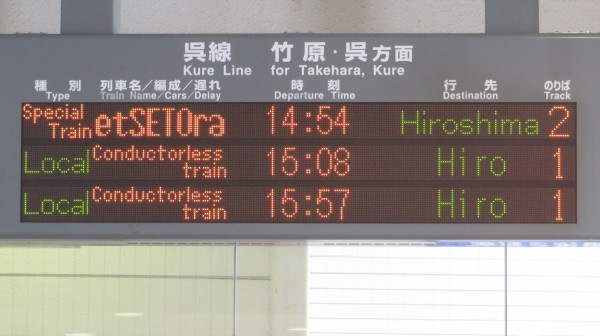 呉線 竹原・呉方面
Kure Line for Takehara, Kure
種別 列車名／編成／遅れ 時刻 行先 のりば
Type Train Name/Cars/Delay Departure Time Destination Track
Special Train etSETOra 14:54 Hiroshima 2
Local Conductorless train 15:08 Hiro 1
Local Conductorless train 15:57 Hiro 1